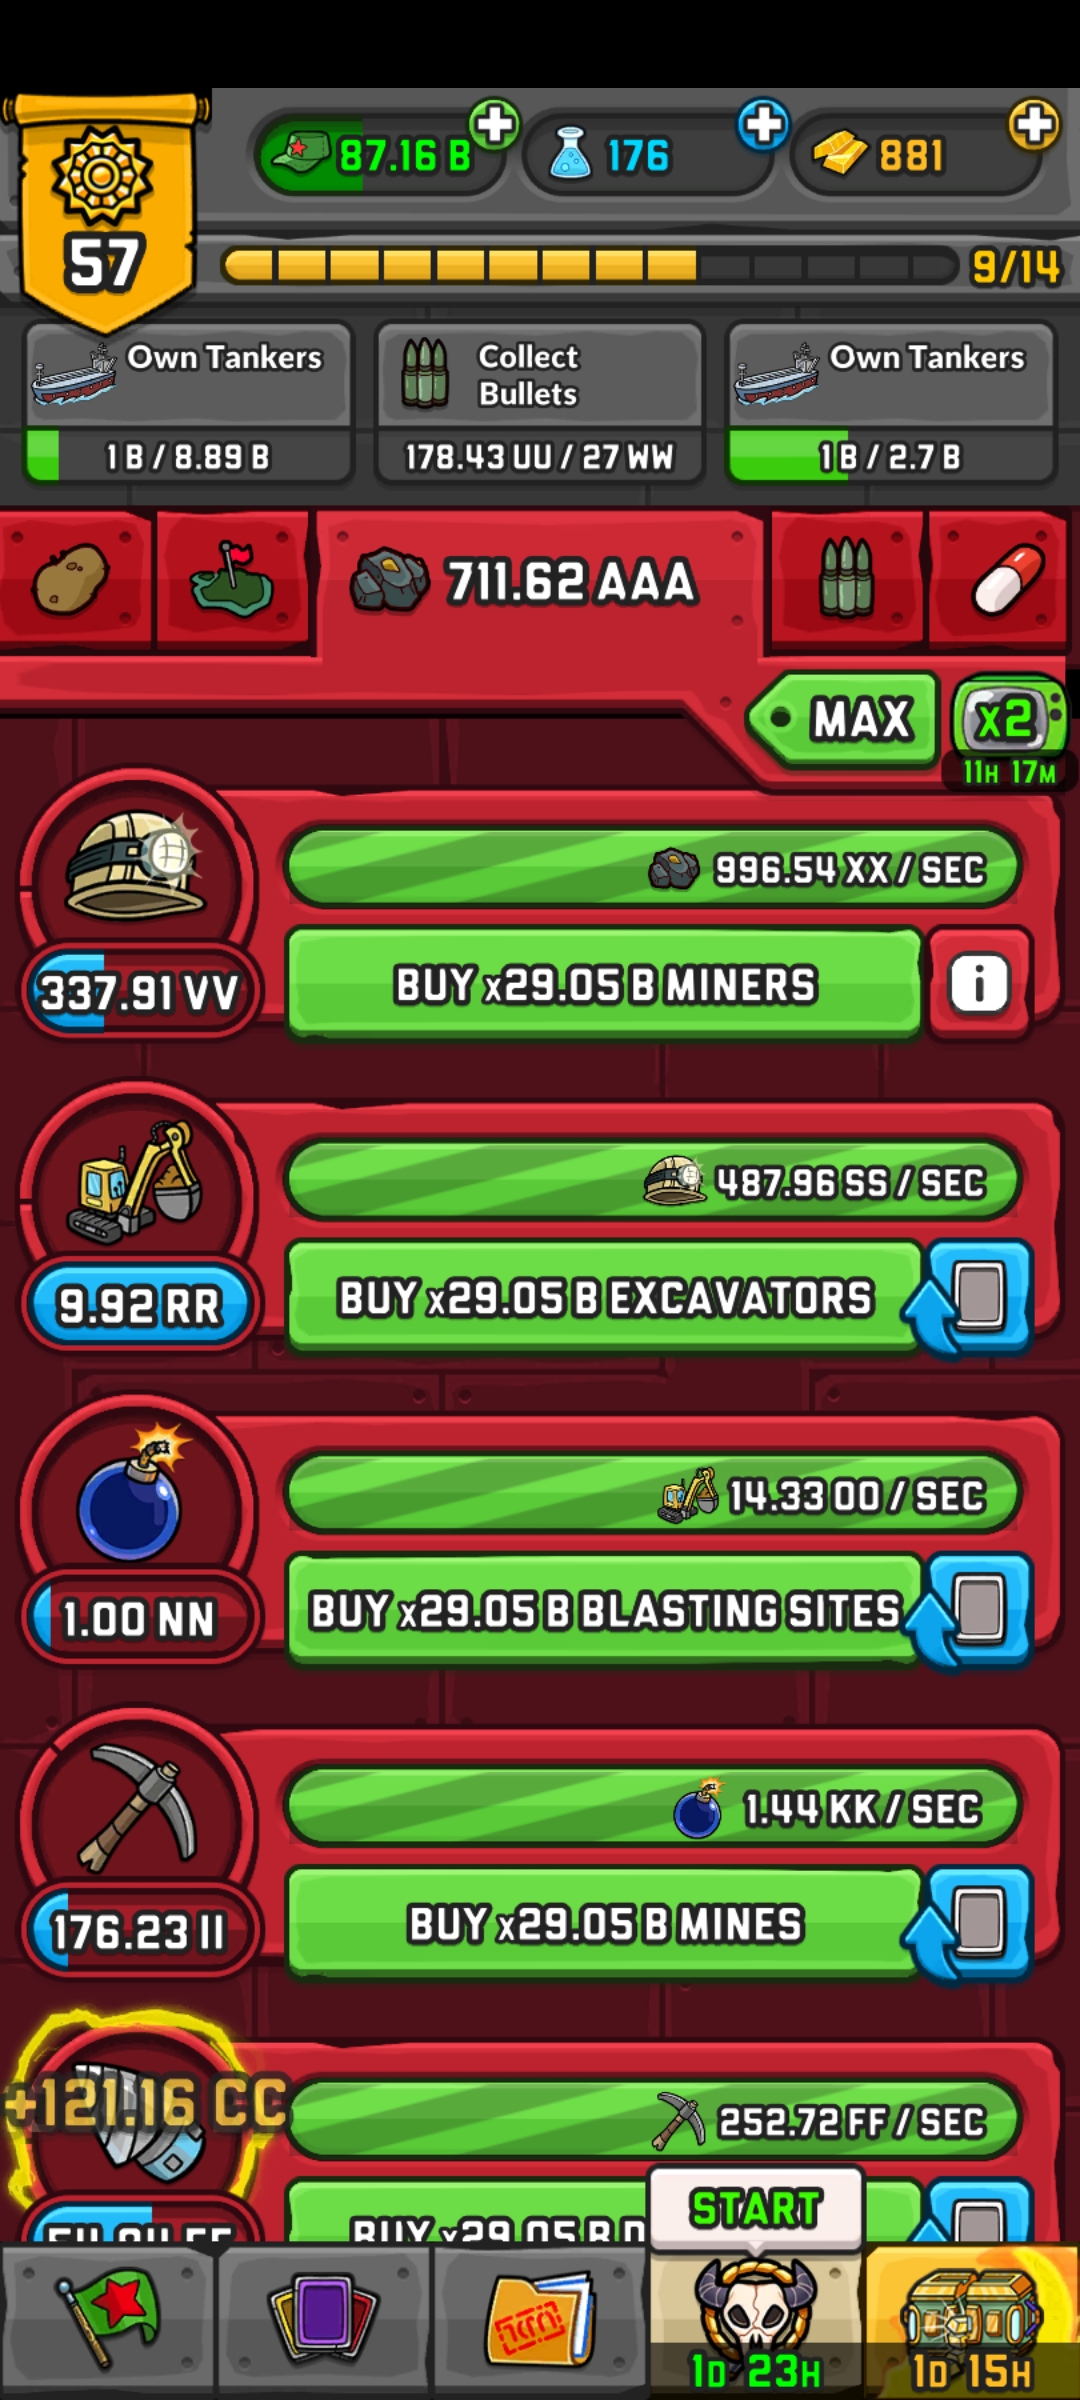 87.16 B
176
881
57
9/14
Own Tankers
1 B / 8.89 B
Collect
Bullets
178.43 UU / 27 WW
Own Tankers
1 B / 2.7 B
711.62 AAA
MAX
x2
11H 17M
996.54 XX / SEC
337.91 VV
BUY x29.05 B MINERS
i
487.96 SS / SEC
9.92 RR
BUY x29.05 B EXCAVATORS
14.33 OO / SEC
1.00 NN
BUY x29.05 B BLASTING SITES
1.44 KK / SEC
176.23 II
BUY x29.05 B MINES
+121.16 CC
252.72 FF / SEC
BUY x29.05 B
START
1D 23H
1D 15H